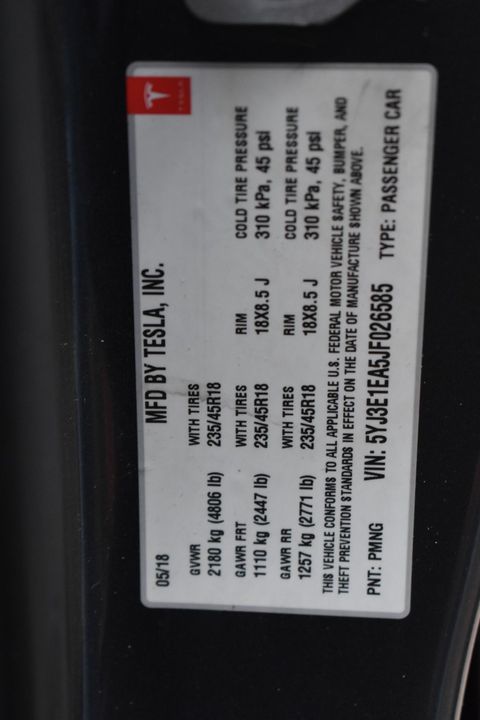 05/18 MFD BY TESLA, INC. TESLA
GVWR WITH TIRES
2180 kg (4806 lb) 235/45R18
GAWR FRT WITH TIRES RIM COLD TIRE PRESSURE
1110 kg (2447 lb) 235/45R18 18X8.5 J 310 kPa, 45 psi
GAWR RR WITH TIRES RIM COLD TIRE PRESSURE
1257 kg (2771 lb) 235/45R18 18X8.5 J 310 kPa, 45 psi
THIS VEHICLE CONFORMS TO ALL APPLICABLE U.S. FEDERAL MOTOR VEHICLE SAFETY, BUMPER, AND
THEFT PREVENTION STANDARDS IN EFFECT ON THE DATE OF MANUFACTURE SHOWN ABOVE.
PNT: PMNG VIN: 5YJ3E1EA5JF026585 TYPE: PASSENGER CAR